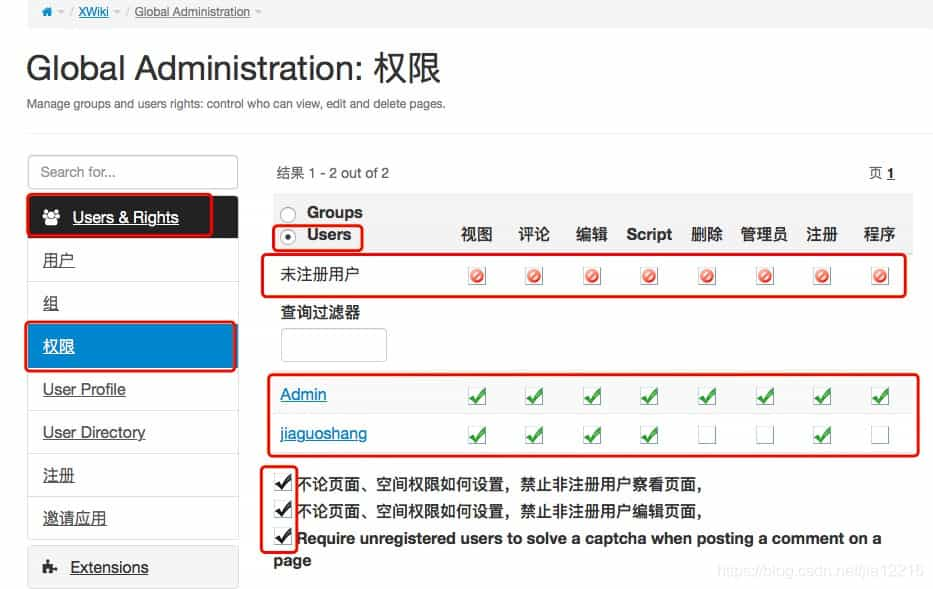 / XWiki / Global Administration
Global Administration: 权限
Manage groups and users rights: control who can view, edit and delete pages.
Search for...
结果 1 - 2 out of 2
页 1
Users & Rights
用户
组
权限
User Profile
User Directory
注册
邀请应用
Extensions
Groups
Users 视图 评论 编辑 Script 删除 管理员 注册 程序
未注册用户
查询过滤器
Admin
jiaguoshang
不论页面、空间权限如何设置，禁止非注册用户察看页面，
不论页面、空间权限如何设置，禁止非注册用户编辑页面，
Require unregistered users to solve a captcha when posting a comment on a
page
https://blog.csdn.net/jia12216